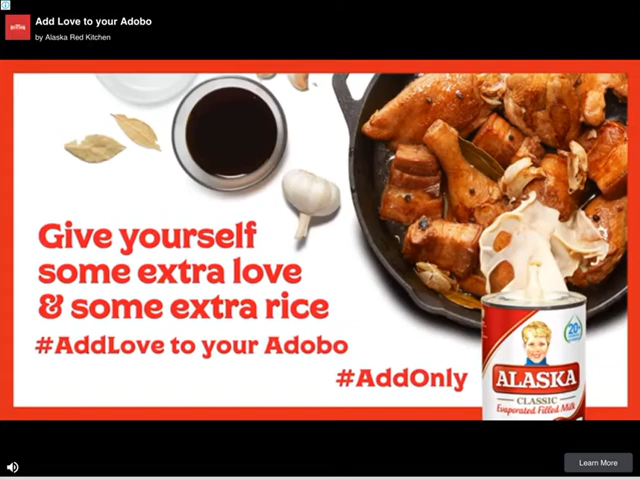 Add Love to your Adobo
by Alaska Red Kitchen
Give yourself
some extra love
& some extra rice
#AddLove to your Adobo
#AddOnly
20+
ALASKA
CLASSIC
Evaporated Filled Milk
Learn More